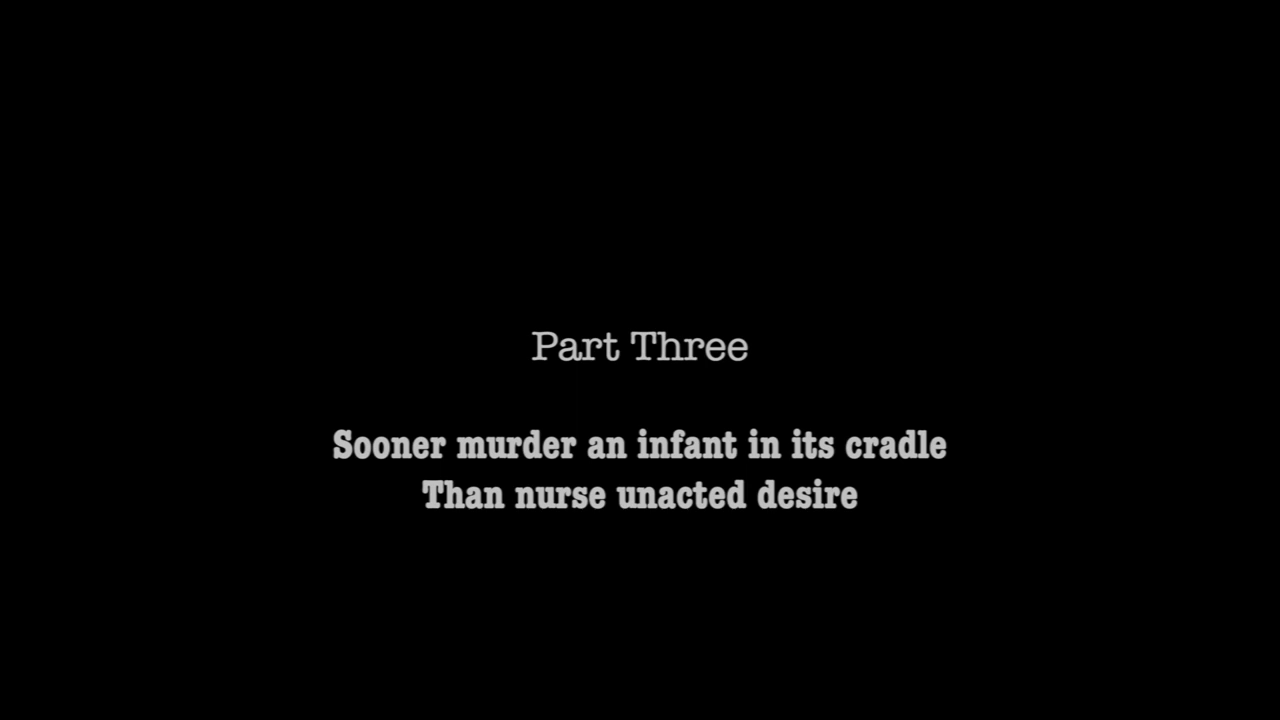 Part Three
Sooner murder an infant in its cradle
Than nurse unacted desire